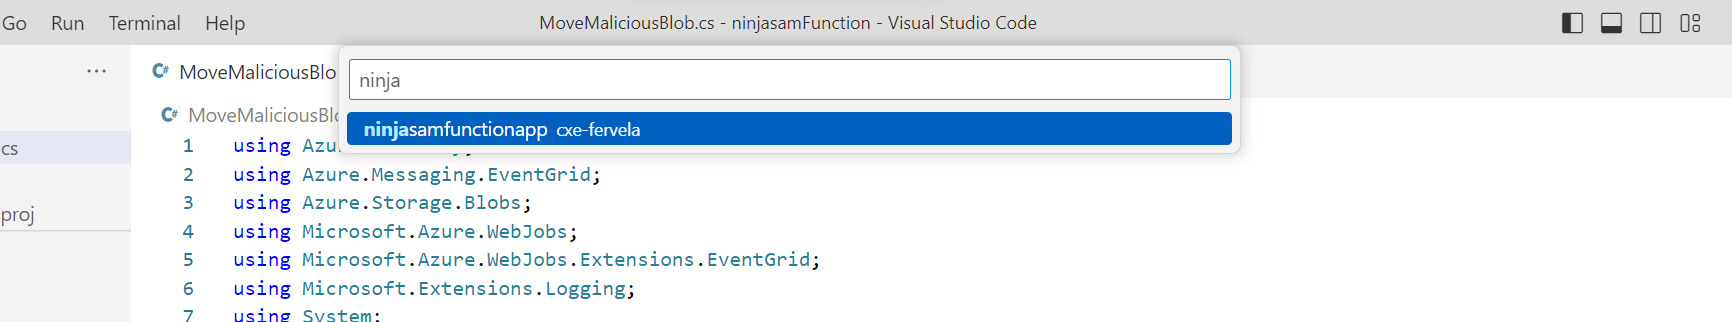 Go Run Terminal Help MoveMaliciousBlob.cs - ninjasamFunction - Visual Studio Code
··· C# MoveMaliciousBlo
ninja
C# MoveMaliciousBl
ninjasamfunctionapp cxe-fervela
cs 1 using Azu
2 using Azure.Messaging.EventGrid;
3 using Azure.Storage.Blobs;
proj
4 using Microsoft.Azure.WebJobs;
5 using Microsoft.Azure.WebJobs.Extensions.EventGrid;
6 using Microsoft.Extensions.Logging;
7 using System;